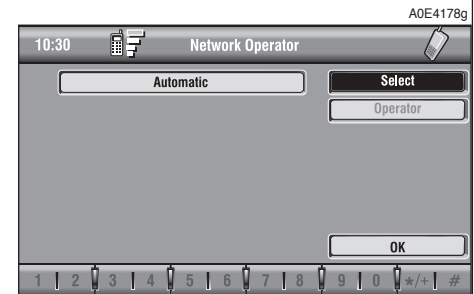 A0E4178g
10:30 Network Operator
Automatic Select
Operator
OK
1 2 3 4 5 6 7 8 9 0 */+ #